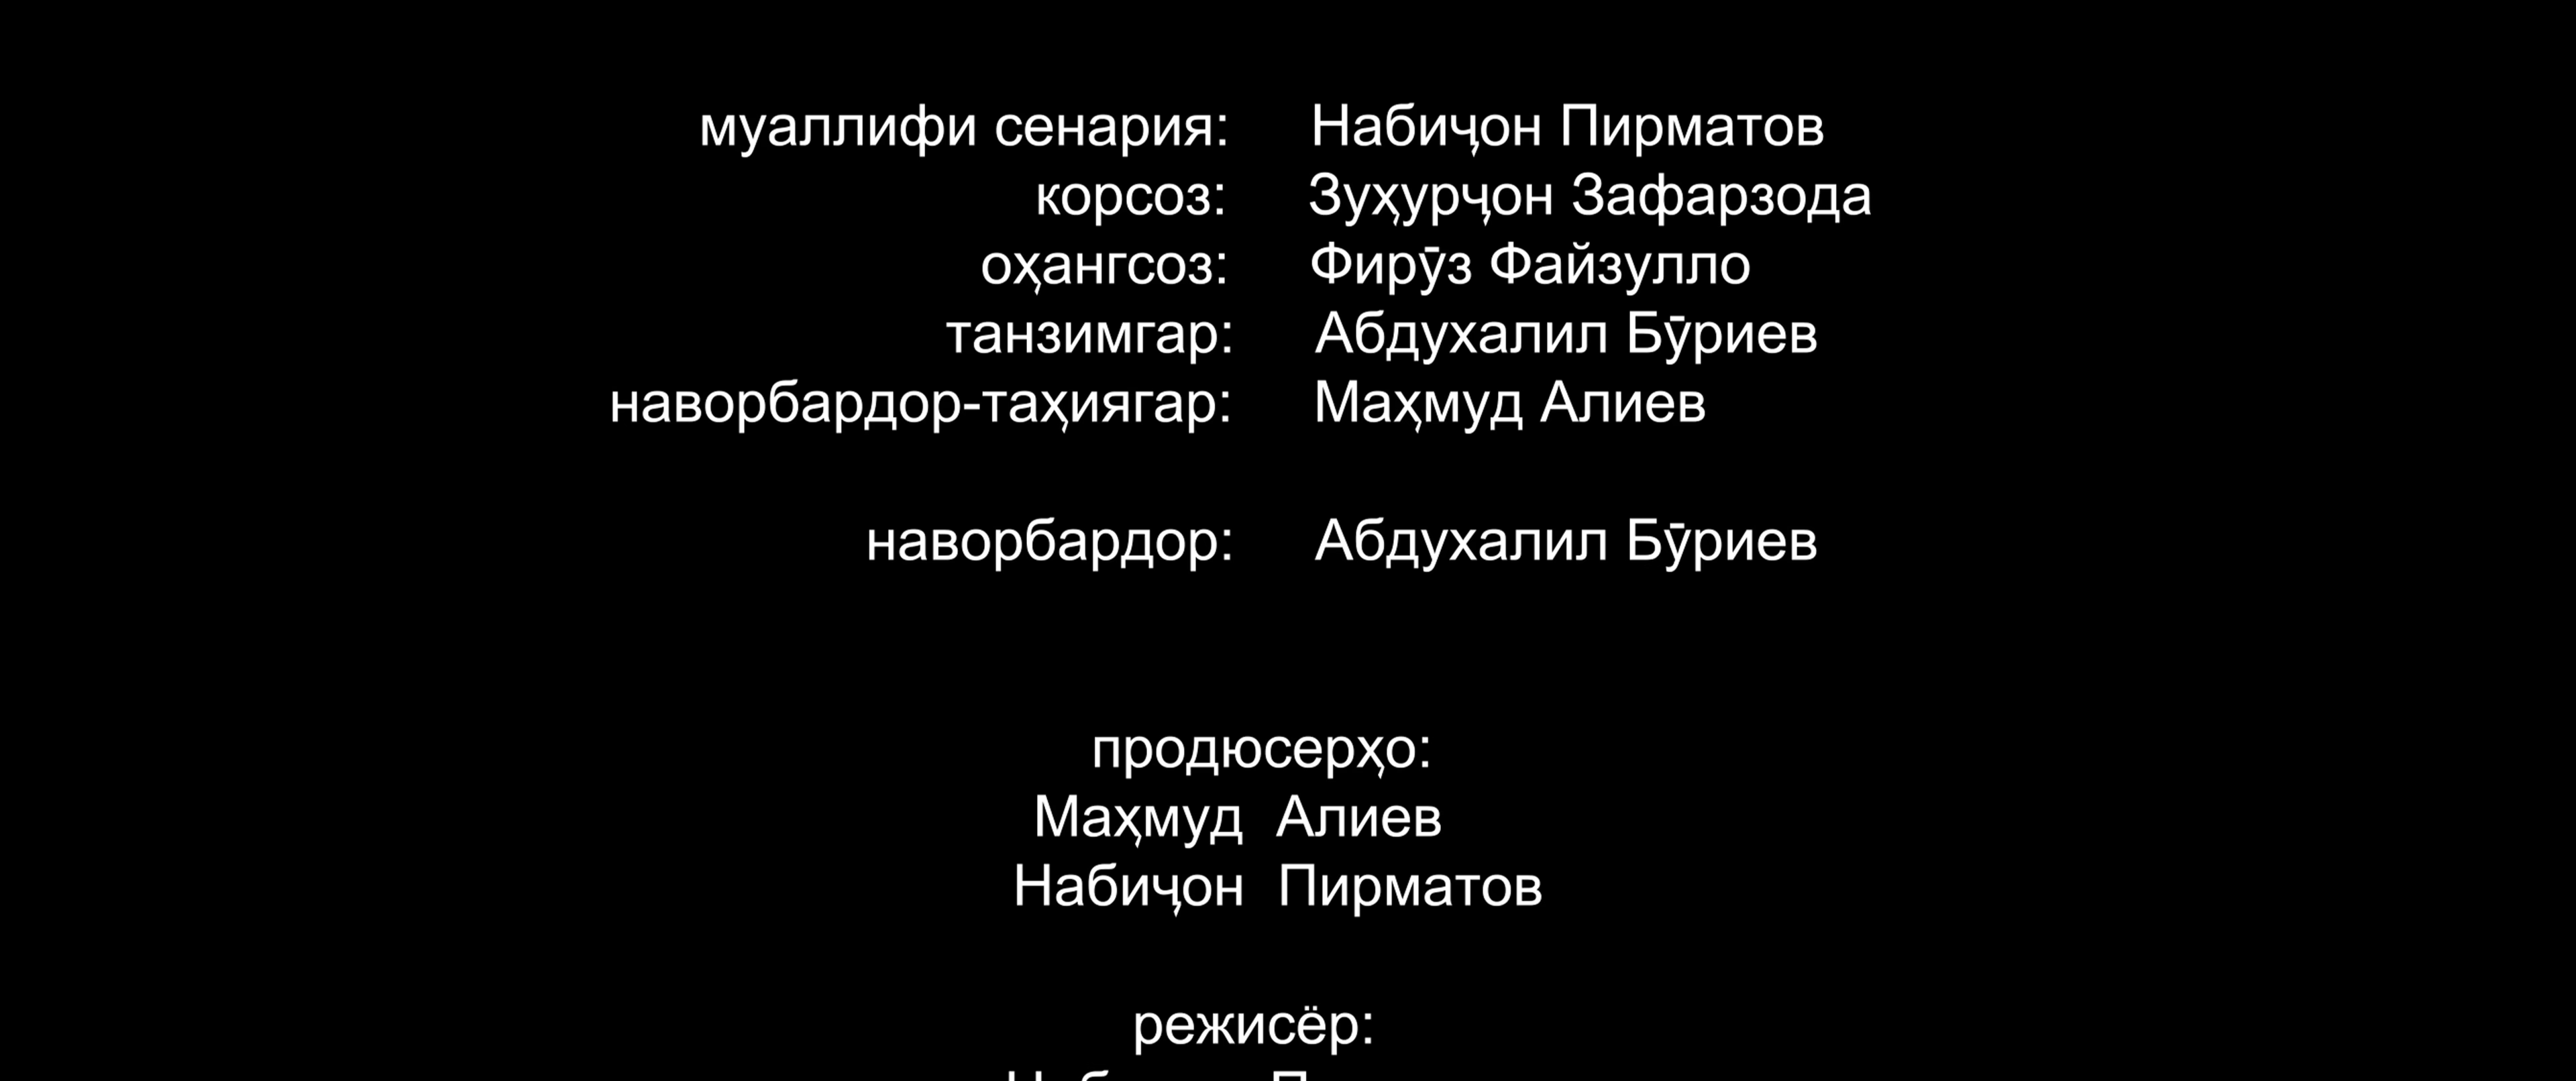 муаллифи сенария: Набиҷон Пирматов
корсоз: Зуҳурҷон Зафарзода
оҳангсоз: Фирӯз Файзулло
танзимгар: Абдухалил Бӯриев
наворбардор-таҳиягар: Маҳмуд Алиев
наворбардор: Абдухалил Бӯриев
продюсерҳо:
Маҳмуд Алиев
Набиҷон Пирматов
режисёр: